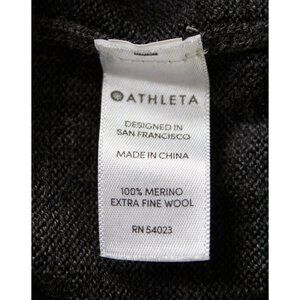 ATHLETA
DESIGNED IN
SAN FRANCISCO
MADE IN CHINA
100% MERINO
EXTRA FINE WOOL
RN 54023